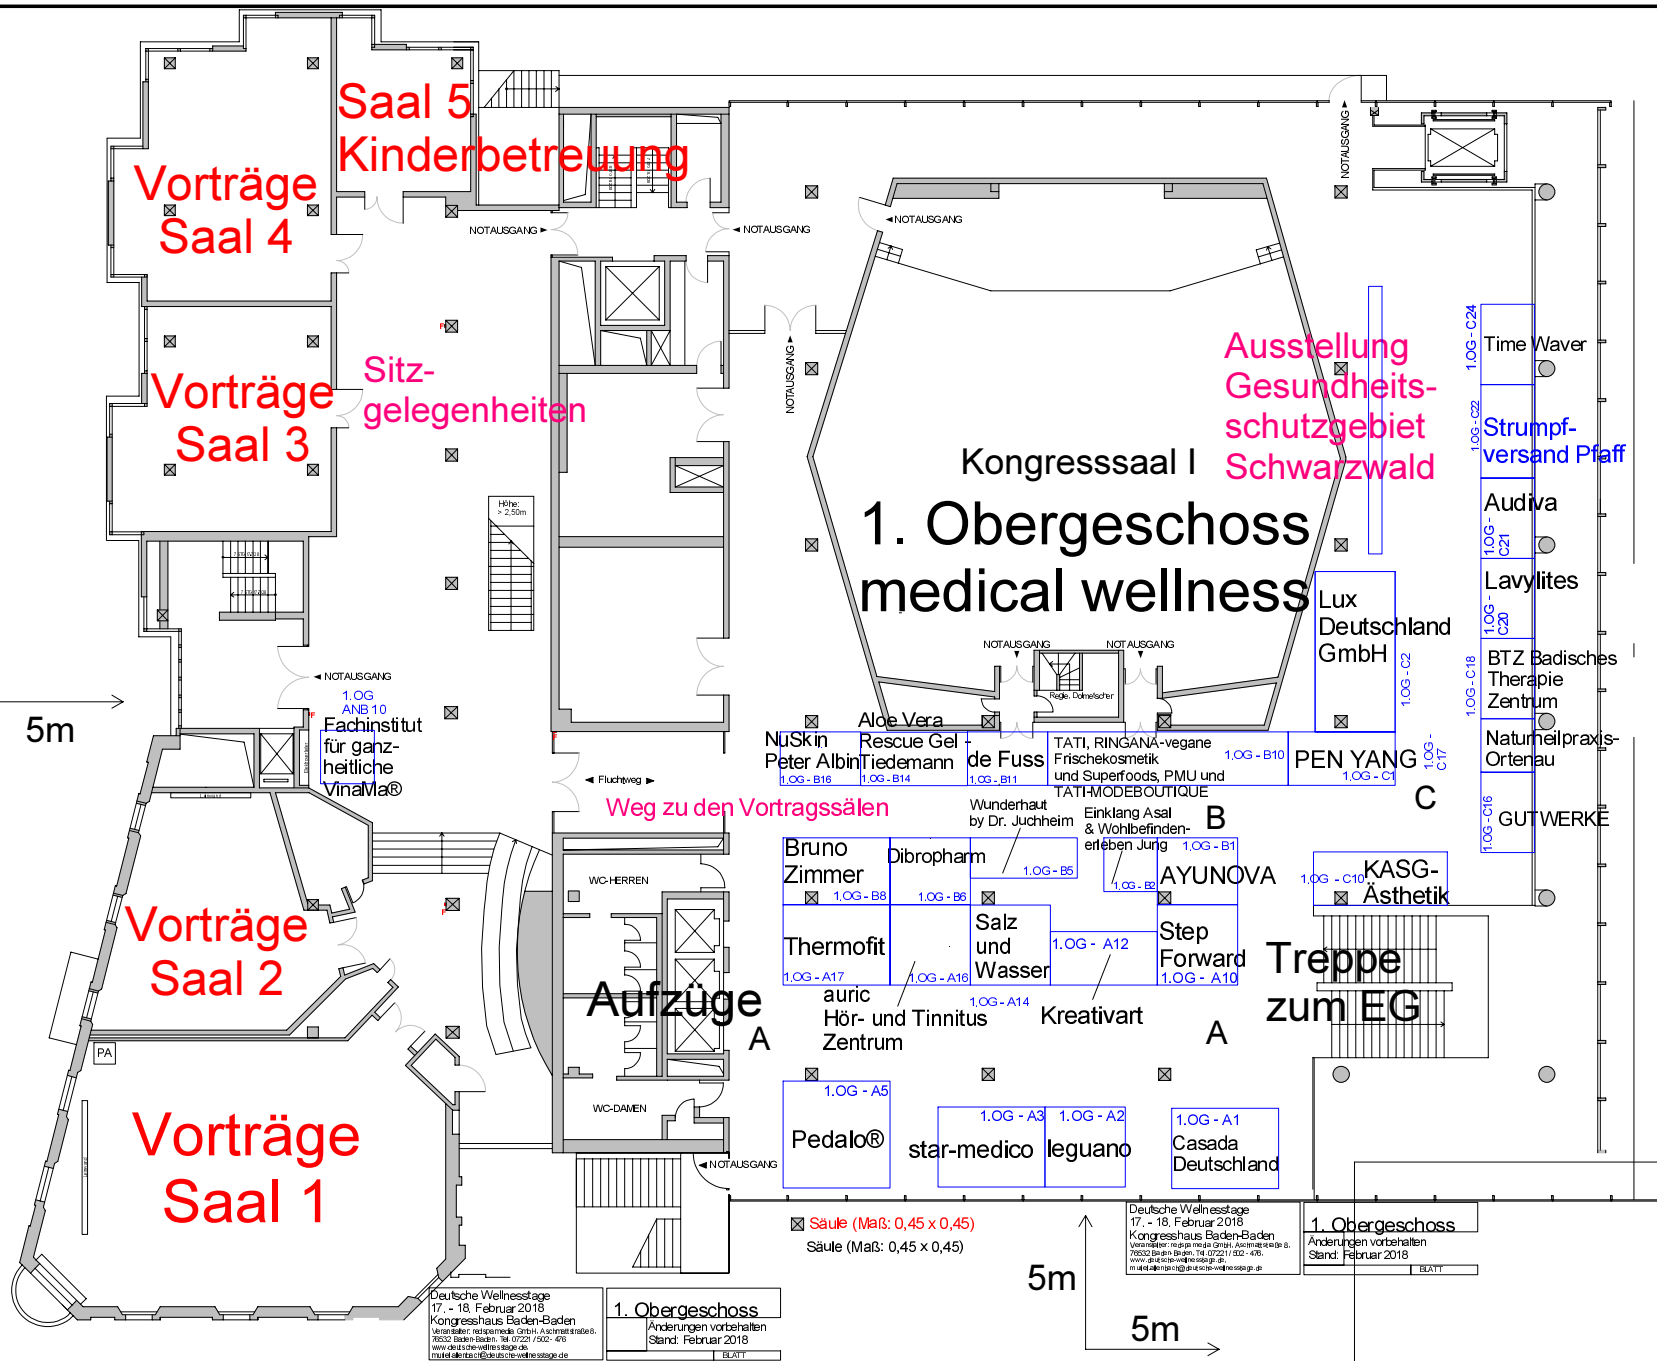 Saal 5
Kinderbetreuung
Vorträge
Saal 4
NOTAUSGANG
NOTAUSGANG
NOTAUSGANG
NOTAUSGANG
NOTAUSGANG
Sitz-
gelegenheiten
Vorträge
Saal 3
Ausstellung
Gesundheits-
schutzgebiet
Schwarzwald
Kongresssaal I
1. Obergeschoss
medical wellness
Höhe:
> 2,50m
1.OG - C24
Time Waver
1.OG - C22
Strumpf-
versand Pfaff
Audiva
1.OG -
C21
Lavylites
1.OG -
C20
BTZ Badisches
Therapie
Zentrum
1.OG - C18
Naturheilpraxis-
Ortenau
1.OG -
C17
GUTWERKE
1.OG - C16
Lux
Deutschland
GmbH
1.OG - C2
NOTAUSGANG
NOTAUSGANG
Regie, Dolmetscher
NOTAUSGANG
1.OG
ANB 10
Fachinstitut
für ganz-
heitliche
VinaMa®
5m
NuSkin
Peter Albin
1.OG - B16
Aloe Vera
Rescue Gel -
Tiedemann
1.OG - B14
de Fuss
1.OG - B11
TATI, RINGANA-vegane
Frischekosmetik
und Superfoods, PMU und
TATI-MODEBOUTIQUE
1.OG - B10
PEN YANG
1.OG - C1
C
Fluchtweg
Weg zu den Vortragssälen
Wunderhaut
by Dr. Juchheim
1.OG - B5
Einklang Asal
& Wohlbefinden-
erleben Jung
1.OG - B2
B
1.OG - B1
AYUNOVA
Bruno
Zimmer
1.OG - B8
Dibropharm
1.OG - B6
1.OG - C10
KASG-
Ästhetik
WC-HERREN
Vorträge
Saal 2
Thermofit
1.OG - A17
1.OG - A16
auric
Hör- und Tinnitus
Zentrum
Salz
und
Wasser
1.OG - A14
1.OG - A12
Kreativart
Step
Forward
1.OG - A10
Treppe
zum EG
Aufzüge
A
A
PA
Vorträge
Saal 1
WC-DAMEN
NOTAUSGANG
1.OG - A5
Pedalo®
1.OG - A3
star-medico
1.OG - A2
leguano
1.OG - A1
Casada
Deutschland
Säule (Maß: 0,45 x 0,45)
Säule (Maß: 0,45 x 0,45)
5m
5m
Deutsche Wellnesstage
17. - 18. Februar 2018
Kongresshaus Baden-Baden
1. Obergeschoss
Änderungen vorbehalten
Stand: Februar 2018
BLATT
Deutsche Wellnesstage
17. - 18. Februar 2018
Kongresshaus Baden-Baden
1. Obergeschoss
Änderungen vorbehalten
Stand: Februar 2018
BLATT